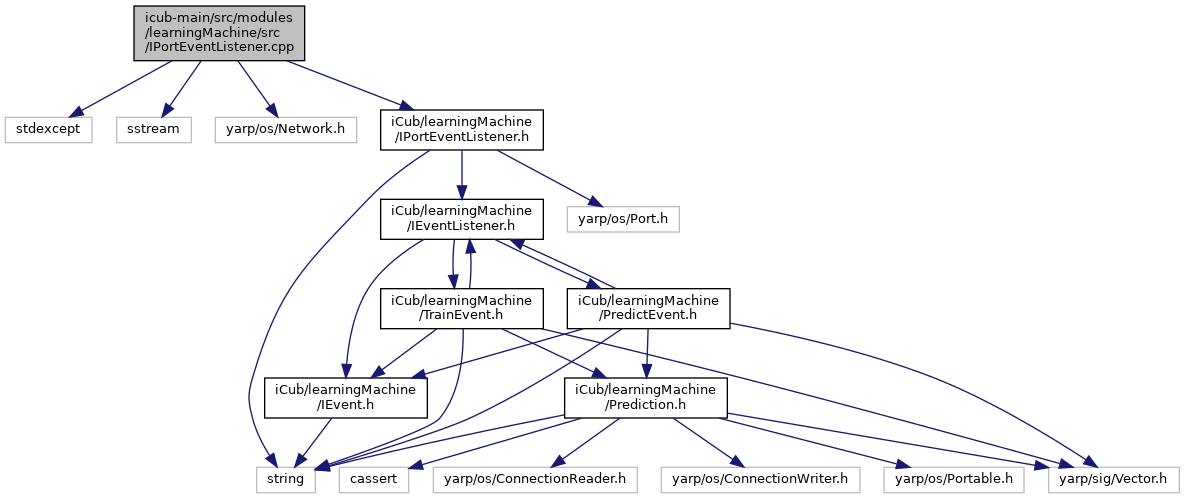 icub-main/src/modules
/learningMachine/src
/IPortEventListener.cpp
stdexcept
sstream
yarp/os/Network.h
iCub/learningMachine
/IPortEventListener.h
iCub/learningMachine
/IEventListener.h
yarp/os/Port.h
iCub/learningMachine
/TrainEvent.h
iCub/learningMachine
/PredictEvent.h
iCub/learningMachine
/IEvent.h
iCub/learningMachine
/Prediction.h
string
cassert
yarp/os/ConnectionReader.h
yarp/os/ConnectionWriter.h
yarp/os/Portable.h
yarp/sig/Vector.h